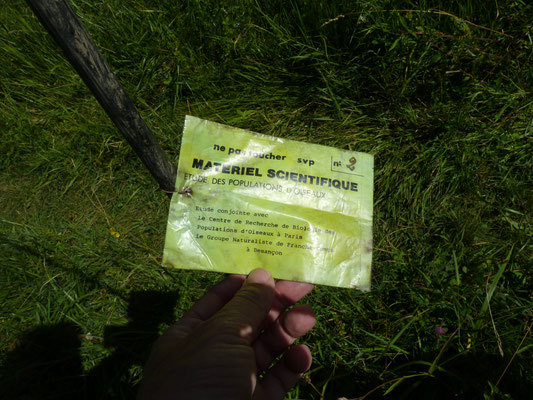 ne pas toucher svp n°
MATERIEL SCIENTIFIQUE
ETUDE DES POPULATIONS D'OISEAUX
Etude conjointe avec
Le Centre de Recherche de Biologie des
Populations d'Oiseaux à Paris
Le Groupe Naturaliste de Franche-Comté
à Besançon